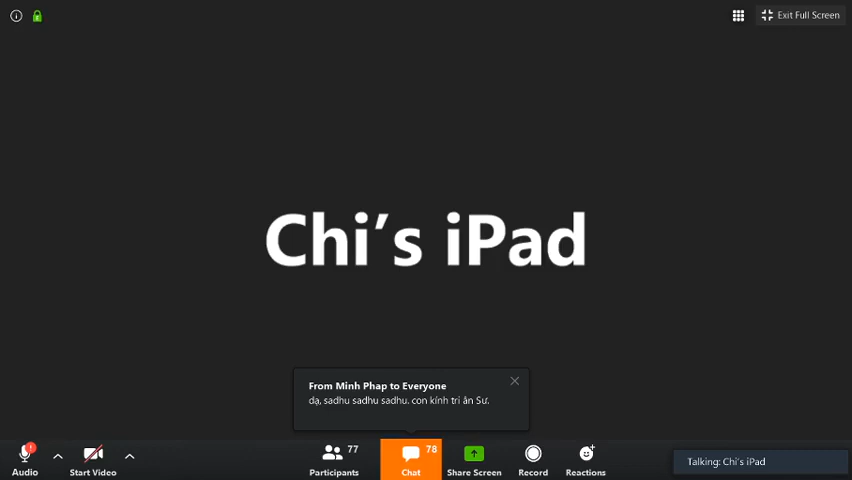 Exit Full Screen
Chi's iPad
From Minh Phap to Everyone
dạ, sadhu sadhu sadhu. con kính tri ân Sư.
77
78
Audio
Start Video
Participants
Chat
Share Screen
Record
Reactions
Talking: Chi's iPad